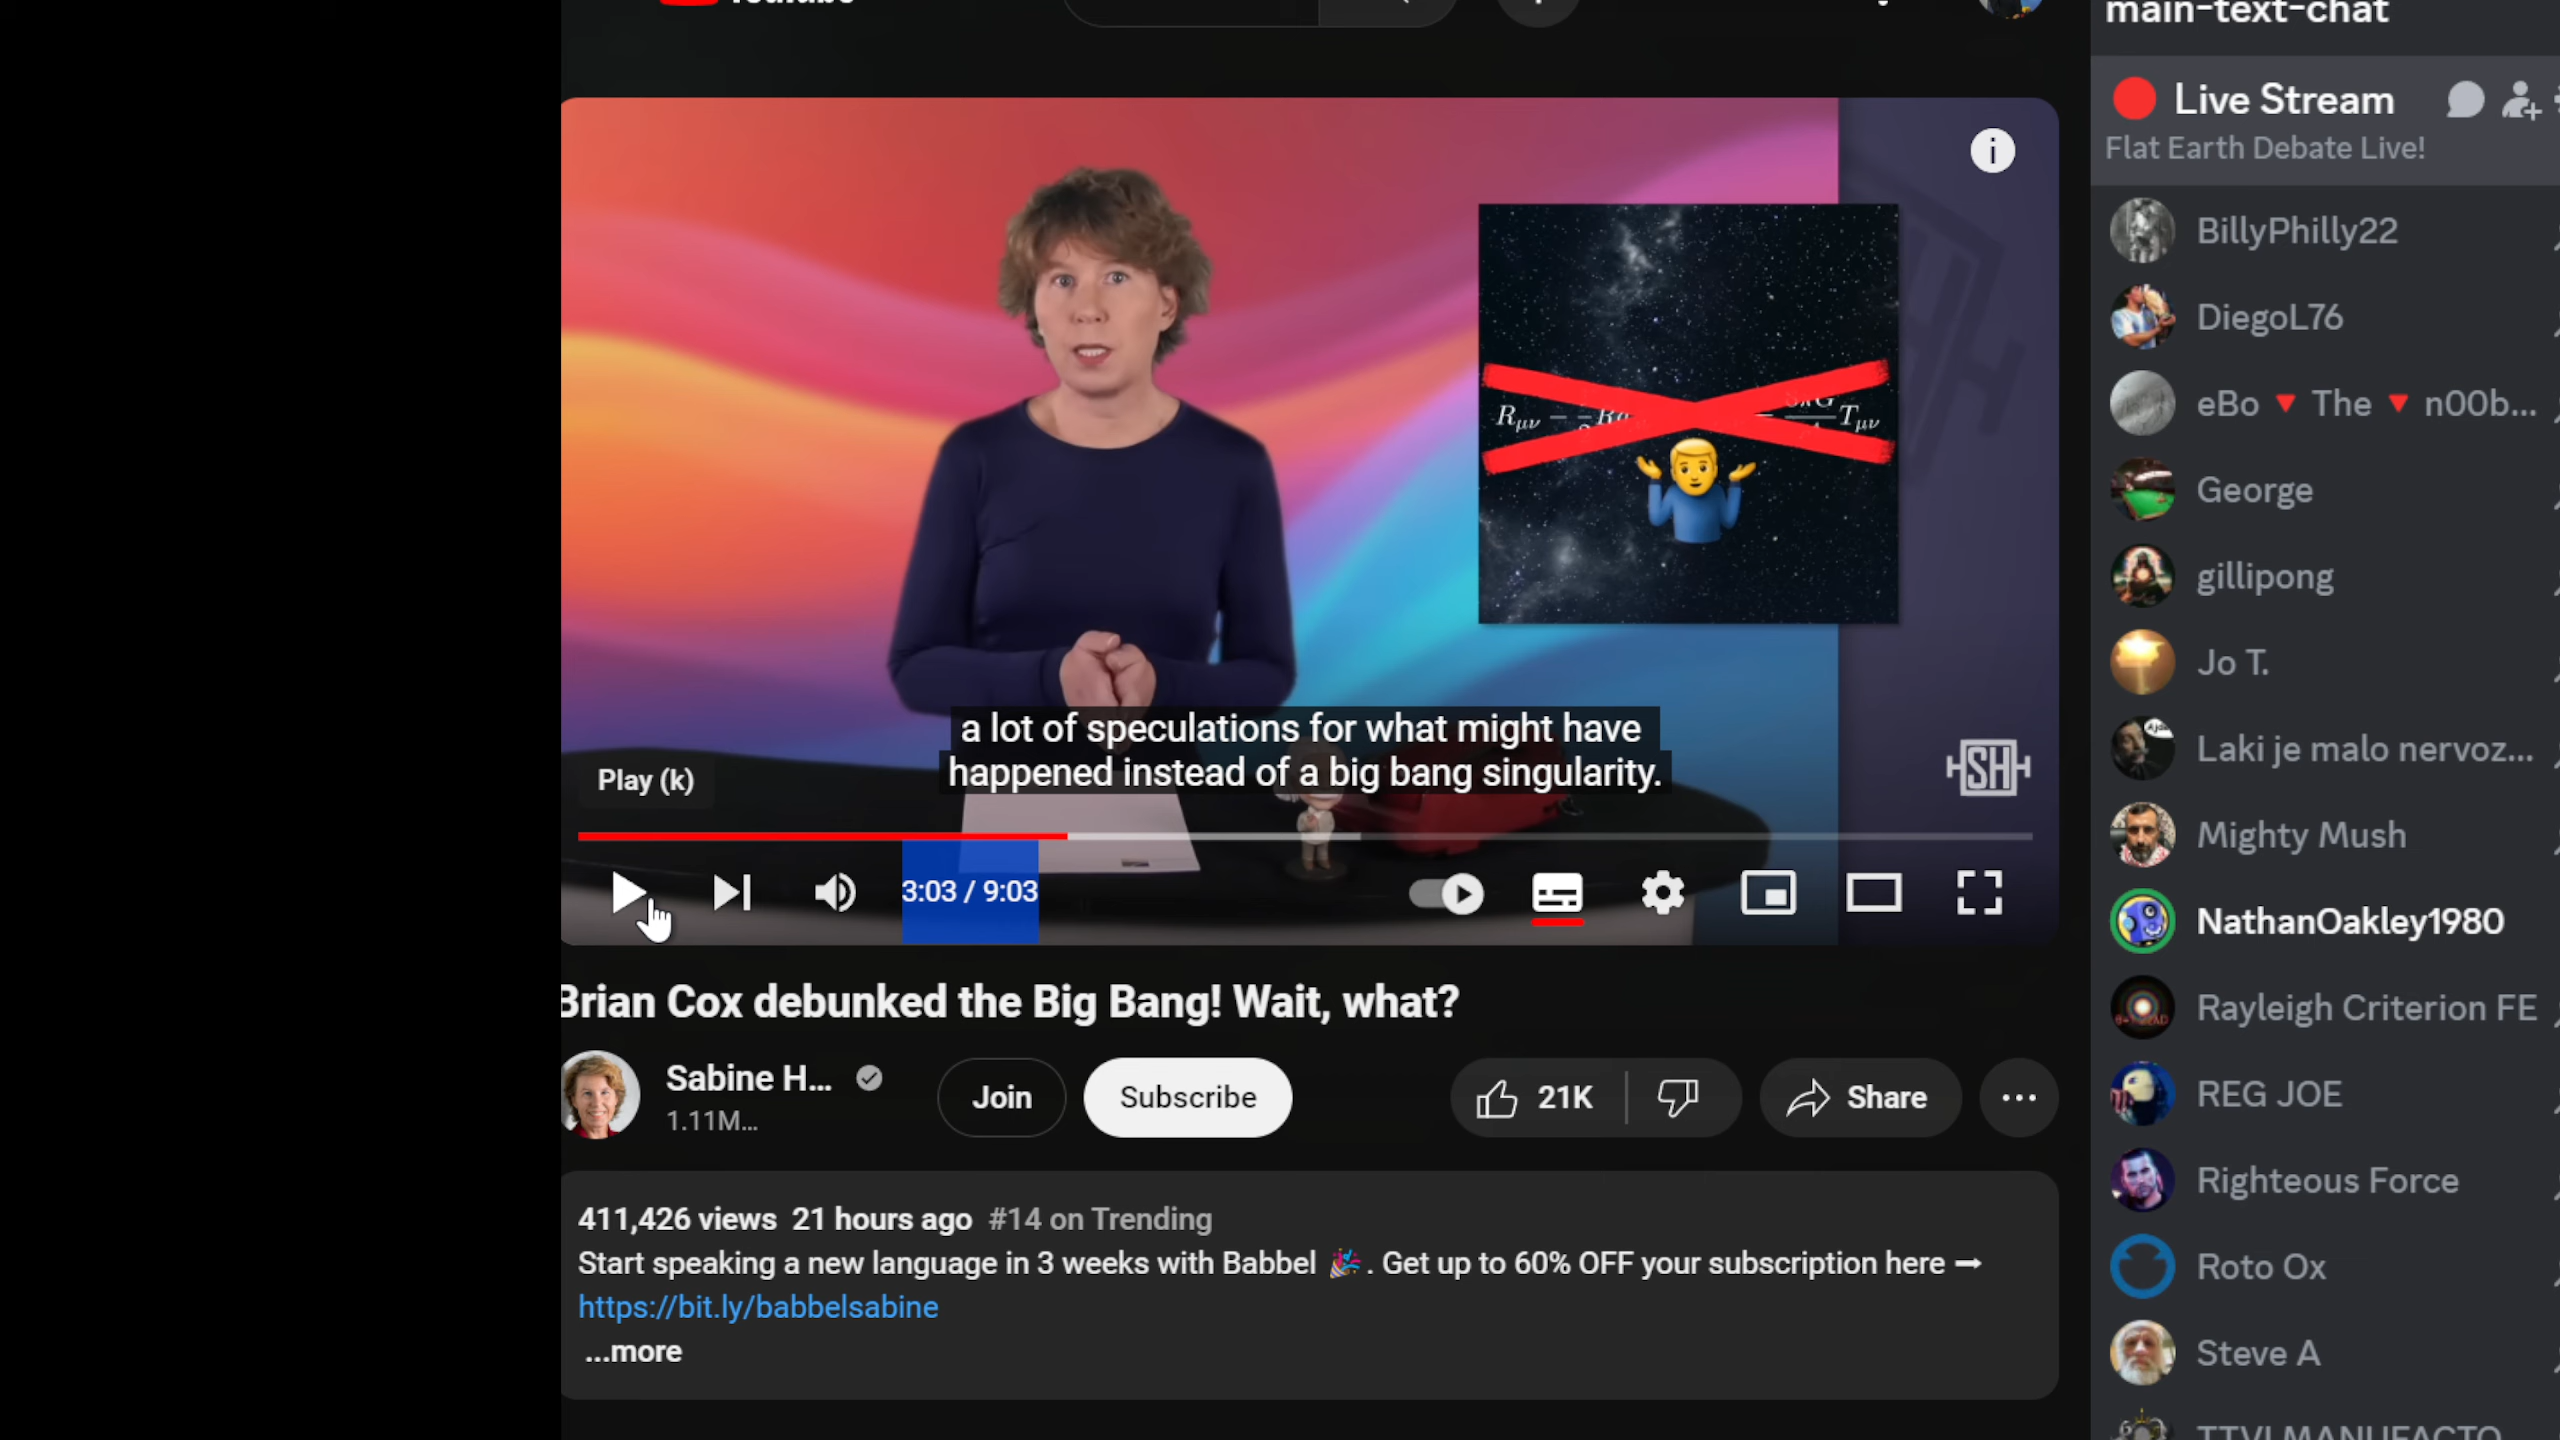 YouTube
main-text-chat
Live Stream
Flat Earth Debate Live!
BillyPhilly22
DiegoL76
eBo 🔻 The 🔻 n00b...
George
gillipong
Jo T.
Laki je malo nervoz...
Mighty Mush
NathanOakley1980
Rayleigh Criterion FE
REG JOE
Righteous Force
Roto Ox
Steve A
TTVLMANUFACTO
i
a lot of speculations for what might have
happened instead of a big bang singularity.
SH
Play (k)
3:03 / 9:03
Brian Cox debunked the Big Bang! Wait, what?
Sabine H...
1.11M...
Join
Subscribe
21K
Share
411,426 views 21 hours ago #14 on Trending
Start speaking a new language in 3 weeks with Babbel 🎉. Get up to 60% OFF your subscription here ➞
https://bit.ly/babbelsabine
...more